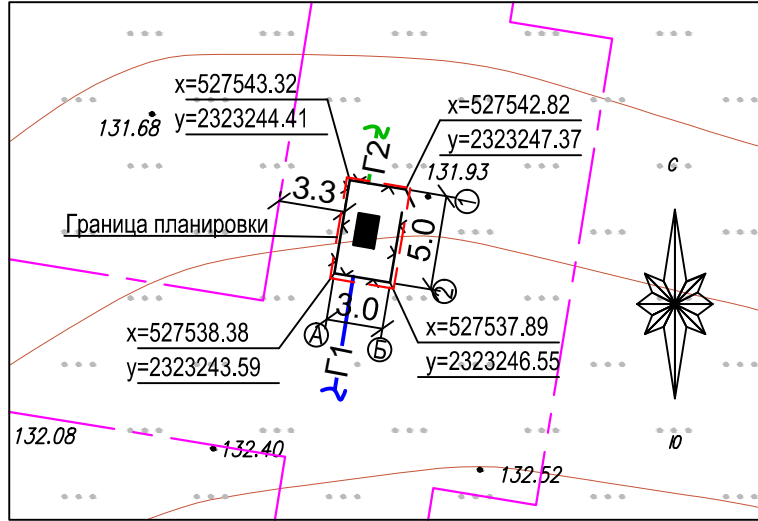 x=527543.32
y=2323244.41
x=527542.82
y=2323247.37
131.68
Г2
131.93
С
3.3
1
Граница планировки
5.0
2
3.0
А
Б
x=527538.38
y=2323243.59
x=527537.89
y=2323246.55
Г1
132.08
132.40
132.52
Ю